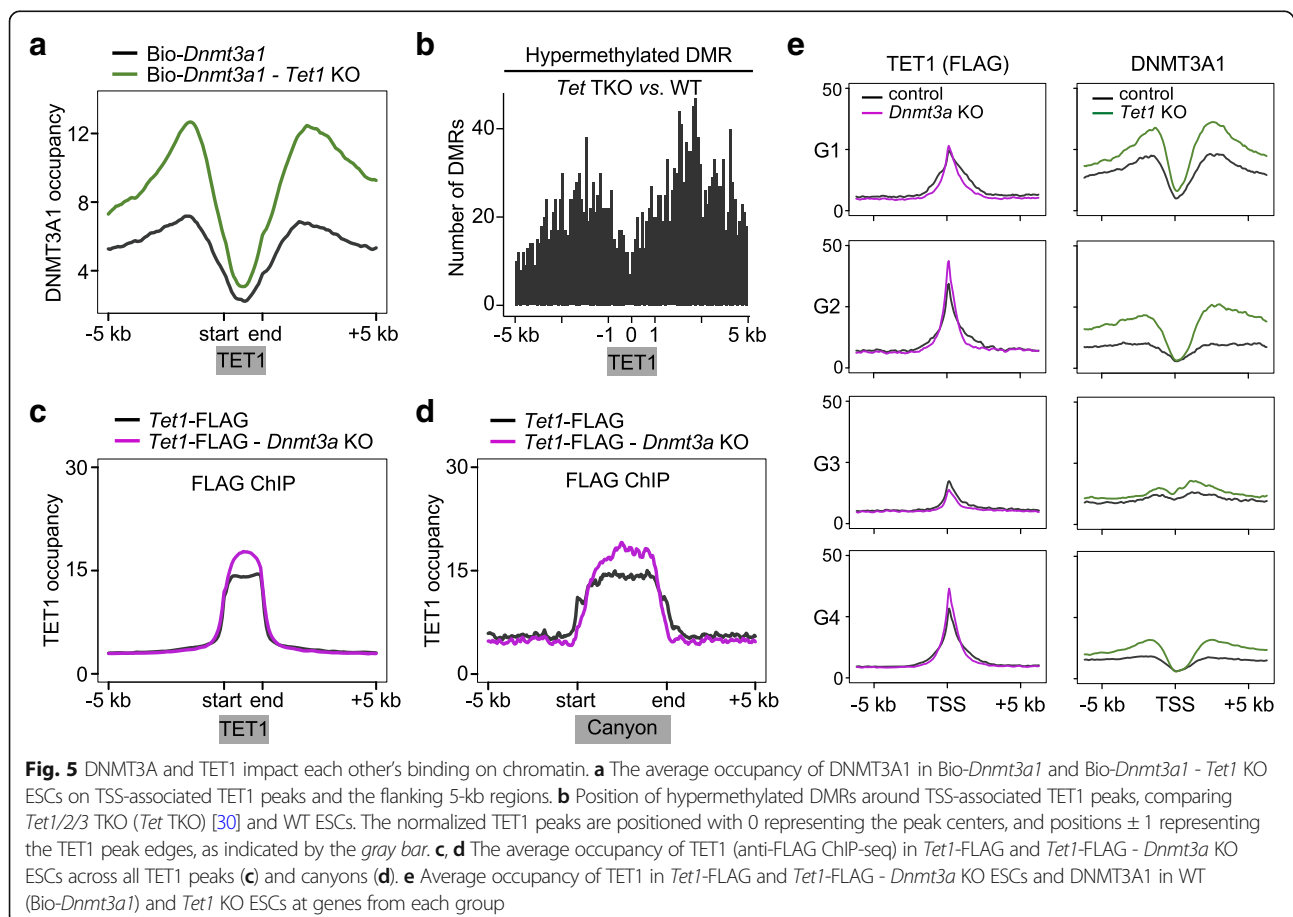 a
Bio-Dnmt3a1
Bio-Dnmt3a1 - Tet1 KO
DNMT3A1 occupancy
12
8
4
-5 kb start end +5 kb
TET1
b
Hypermethylated DMR
Tet TKO vs. WT
Number of DMRs
40
20
0
-5 kb -1 0 1 5 kb
TET1
c
Tet1-FLAG
Tet1-FLAG - Dnmt3a KO
FLAG ChIP
TET1 occupancy
30
15
0
-5 kb start end +5 kb
TET1
d
Tet1-FLAG
Tet1-FLAG - Dnmt3a KO
FLAG ChIP
TET1 occupancy
30
15
0
-5 kb start end +5 kb
Canyon
e
TET1 (FLAG) DNMT3A1
control control
Dnmt3a KO Tet1 KO
50
G1
0
50
G2
0
50
G3
0
50
G4
0
-5 kb TSS +5 kb -5 kb TSS +5 kb
Fig. 5 DNMT3A and TET1 impact each other's binding on chromatin. a The average occupancy of DNMT3A1 in Bio-Dnmt3a1 and Bio-Dnmt3a1 - Tet1 KO
ESCs on TSS-associated TET1 peaks and the flanking 5-kb regions. b Position of hypermethylated DMRs around TSS-associated TET1 peaks, comparing
Tet1/2/3 TKO (Tet TKO) [30] and WT ESCs. The normalized TET1 peaks are positioned with 0 representing the peak centers, and positions ± 1 representing
the TET1 peak edges, as indicated by the gray bar. c, d The average occupancy of TET1 (anti-FLAG ChIP-seq) in Tet1-FLAG and Tet1-FLAG - Dnmt3a KO
ESCs across all TET1 peaks (c) and canyons (d). e Average occupancy of TET1 in Tet1-FLAG and Tet1-FLAG - Dnmt3a KO ESCs and DNMT3A1 in WT
(Bio-Dnmt3a1) and Tet1 KO ESCs at genes from each group